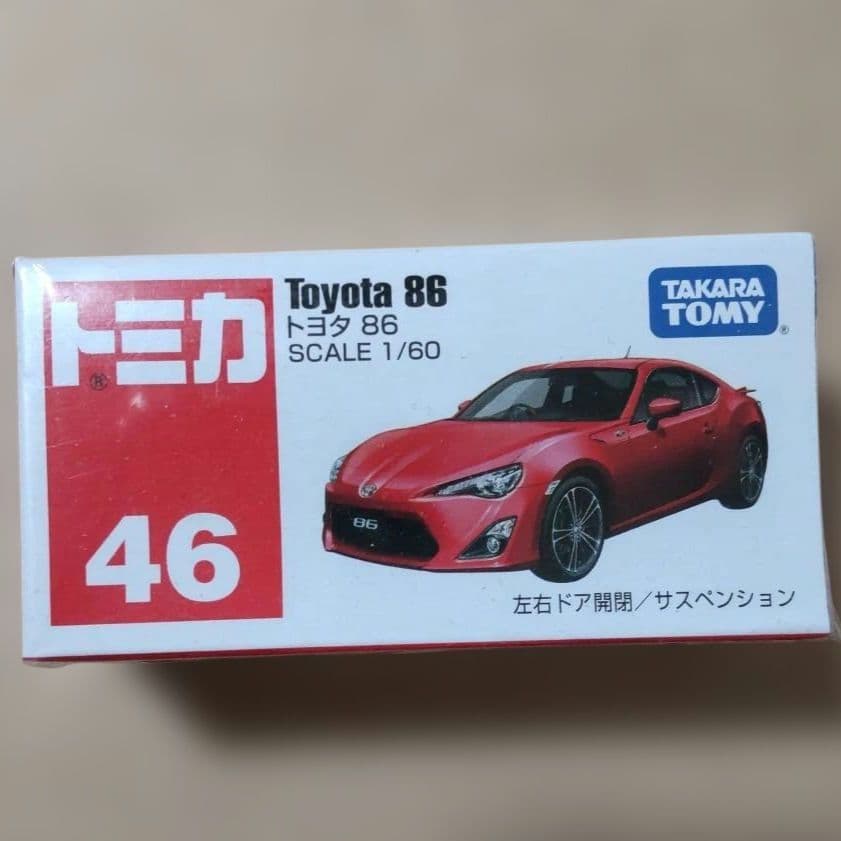 トミカ
®
46
Toyota 86
トヨタ 86
SCALE 1/60
TAKARA
TOMY
®
86
左右ドア開閉/サスペンション